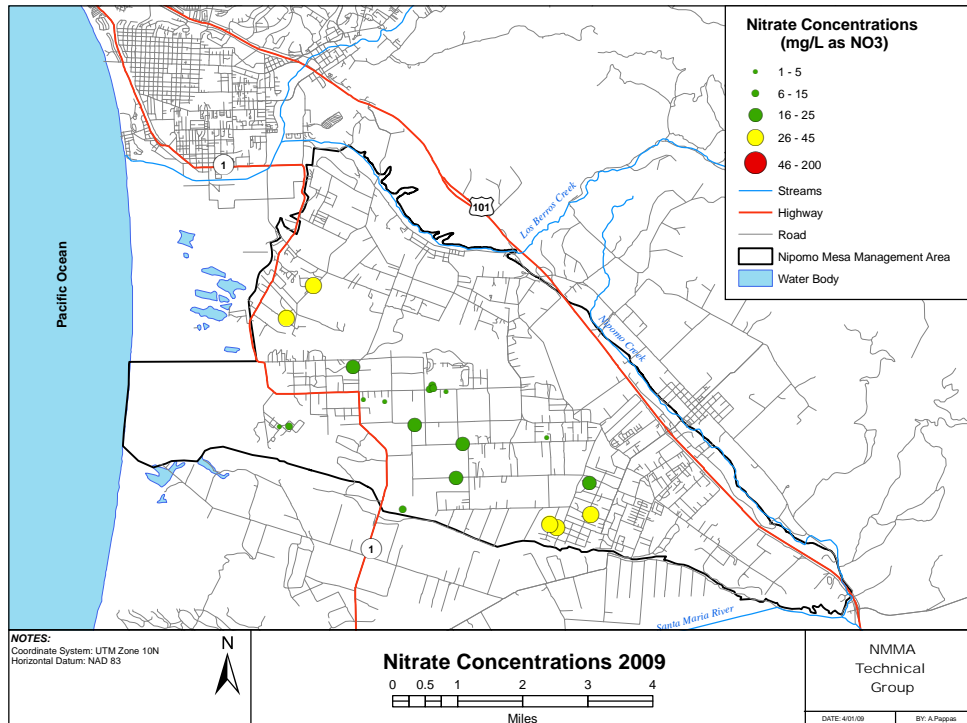 Nitrate Concentrations
(mg/L as NO3)
1 - 5
6 - 15
16 - 25
26 - 45
46 - 200
Streams
Highway
Road
Nipomo Mesa Management Area
Water Body
1
101
Los Berros Creek
Pacific Ocean
Nipomo Creek
1
Santa Maria River
NOTES:
Coordinate System: UTM Zone 10N
Horizontal Datum: NAD 83
N
Nitrate Concentrations 2009
0 0.5 1 2 3 4
Miles
NMMA
Technical
Group
DATE: 4/01/09 BY: A.Pappas